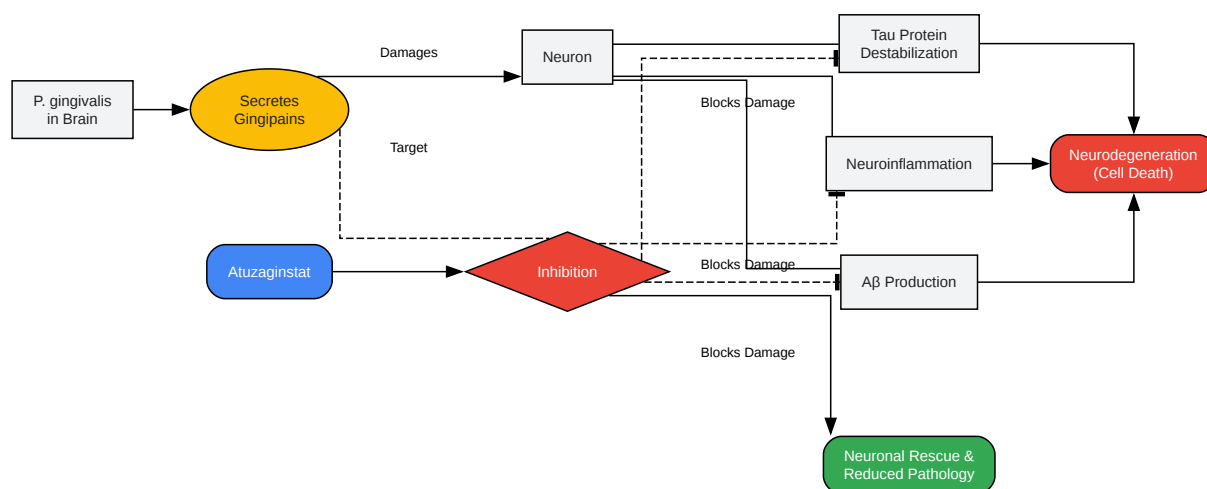 P. gingivalis
in Brain
Secretes
Gingipains
Damages
Target
Neuron
Tau Protein
Destabilization
Blocks Damage
Neuroinflammation
Neurodegeneration
(Cell Death)
Atuzaginstat
Inhibition
Blocks Damage
Aβ Production
Blocks Damage
Neuronal Rescue &
Reduced Pathology